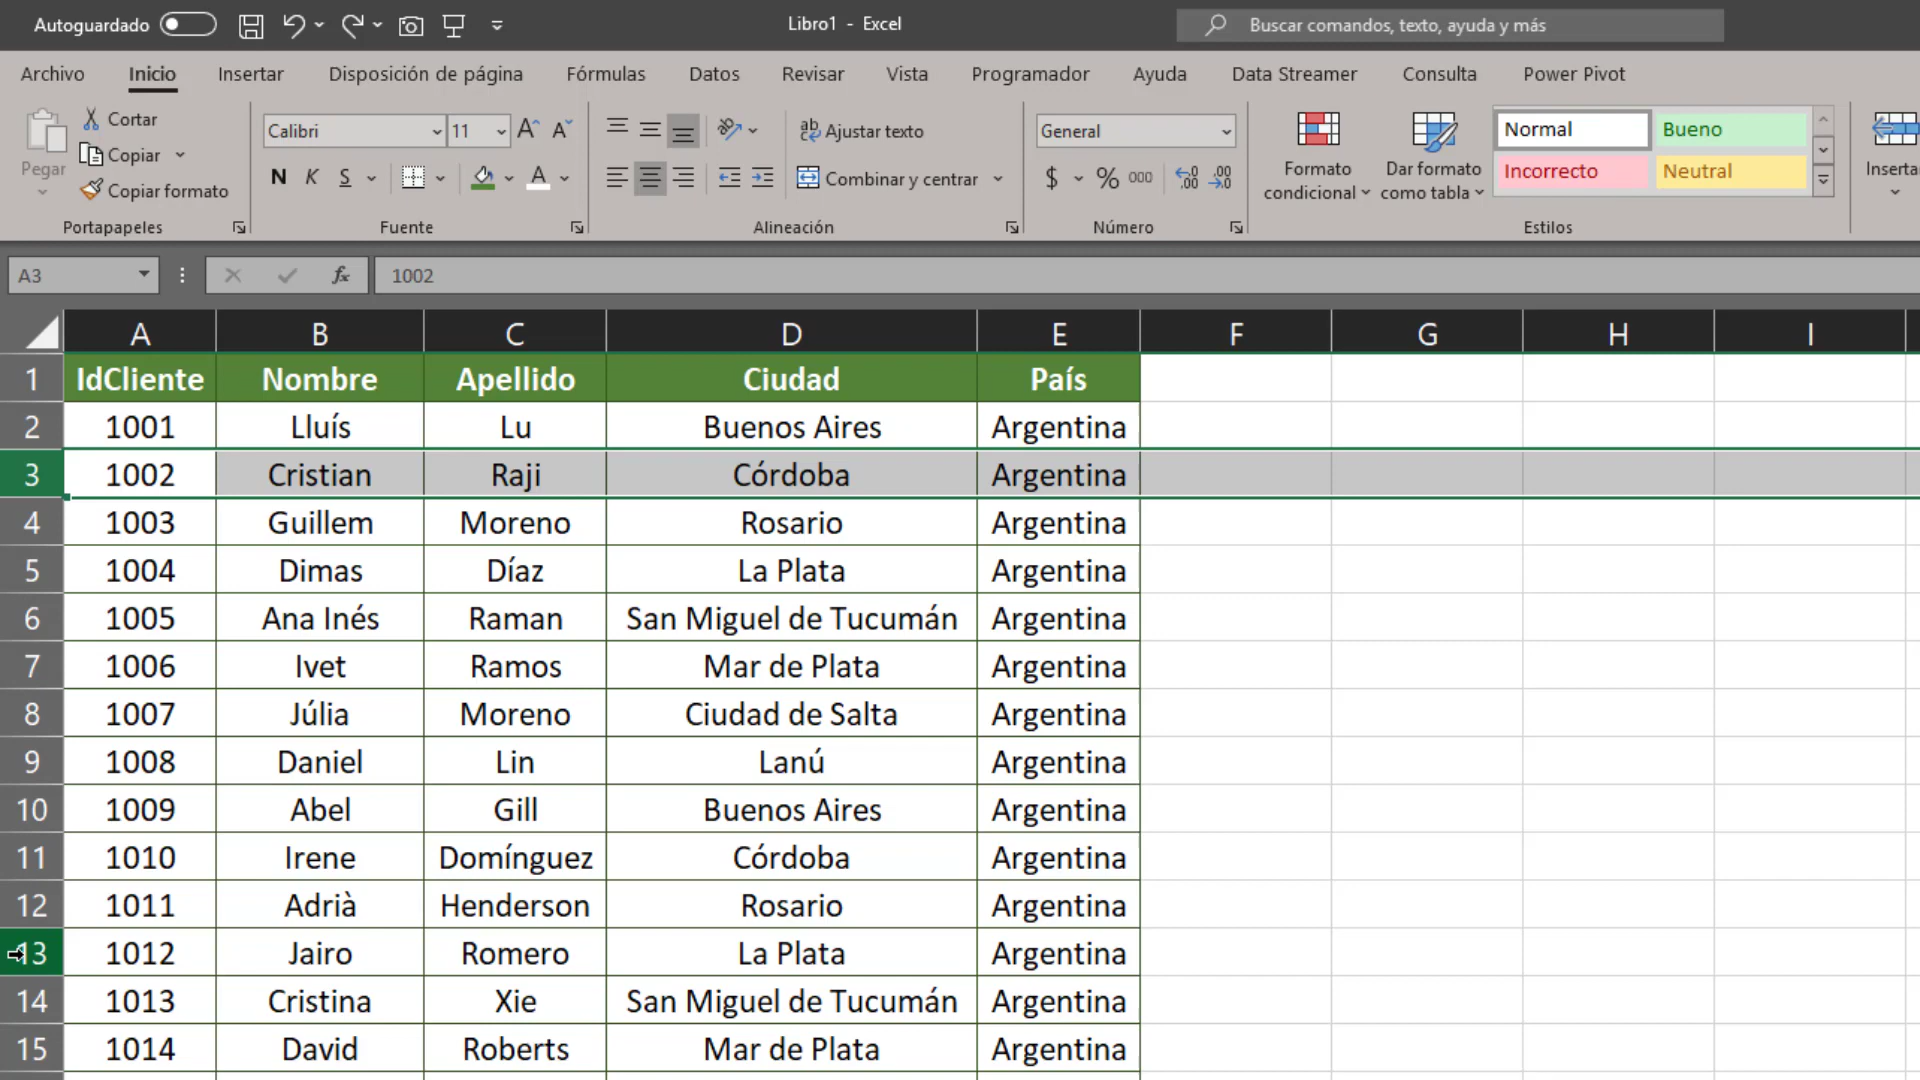 Autoguardado
Libro1 - Excel
Buscar comandos, texto, ayuda y más
Archivo Inicio Insertar Disposición de página Fórmulas Datos Revisar Vista Programador Ayuda Data Streamer Consulta Power Pivot
Pegar
Cortar
Copiar
Copiar formato
Portapapeles
Calibri 11
N K S
Fuente
Ajustar texto
Combinar y centrar
Alineación
General
$ % 000
Número
Formato condicional
Dar formato como tabla
Normal Bueno
Incorrecto Neutral
Estilos
Inserta
A3 fx 1002
A B C D E F G H I
1 IdCliente Nombre Apellido Ciudad País
2 1001 Lluís Lu Buenos Aires Argentina
3 1002 Cristian Raji Córdoba Argentina
4 1003 Guillem Moreno Rosario Argentina
5 1004 Dimas Díaz La Plata Argentina
6 1005 Ana Inés Raman San Miguel de Tucumán Argentina
7 1006 Ivet Ramos Mar de Plata Argentina
8 1007 Júlia Moreno Ciudad de Salta Argentina
9 1008 Daniel Lin Lanú Argentina
10 1009 Abel Gill Buenos Aires Argentina
11 1010 Irene Domínguez Córdoba Argentina
12 1011 Adrià Henderson Rosario Argentina
13 1012 Jairo Romero La Plata Argentina
14 1013 Cristina Xie San Miguel de Tucumán Argentina
15 1014 David Roberts Mar de Plata Argentina